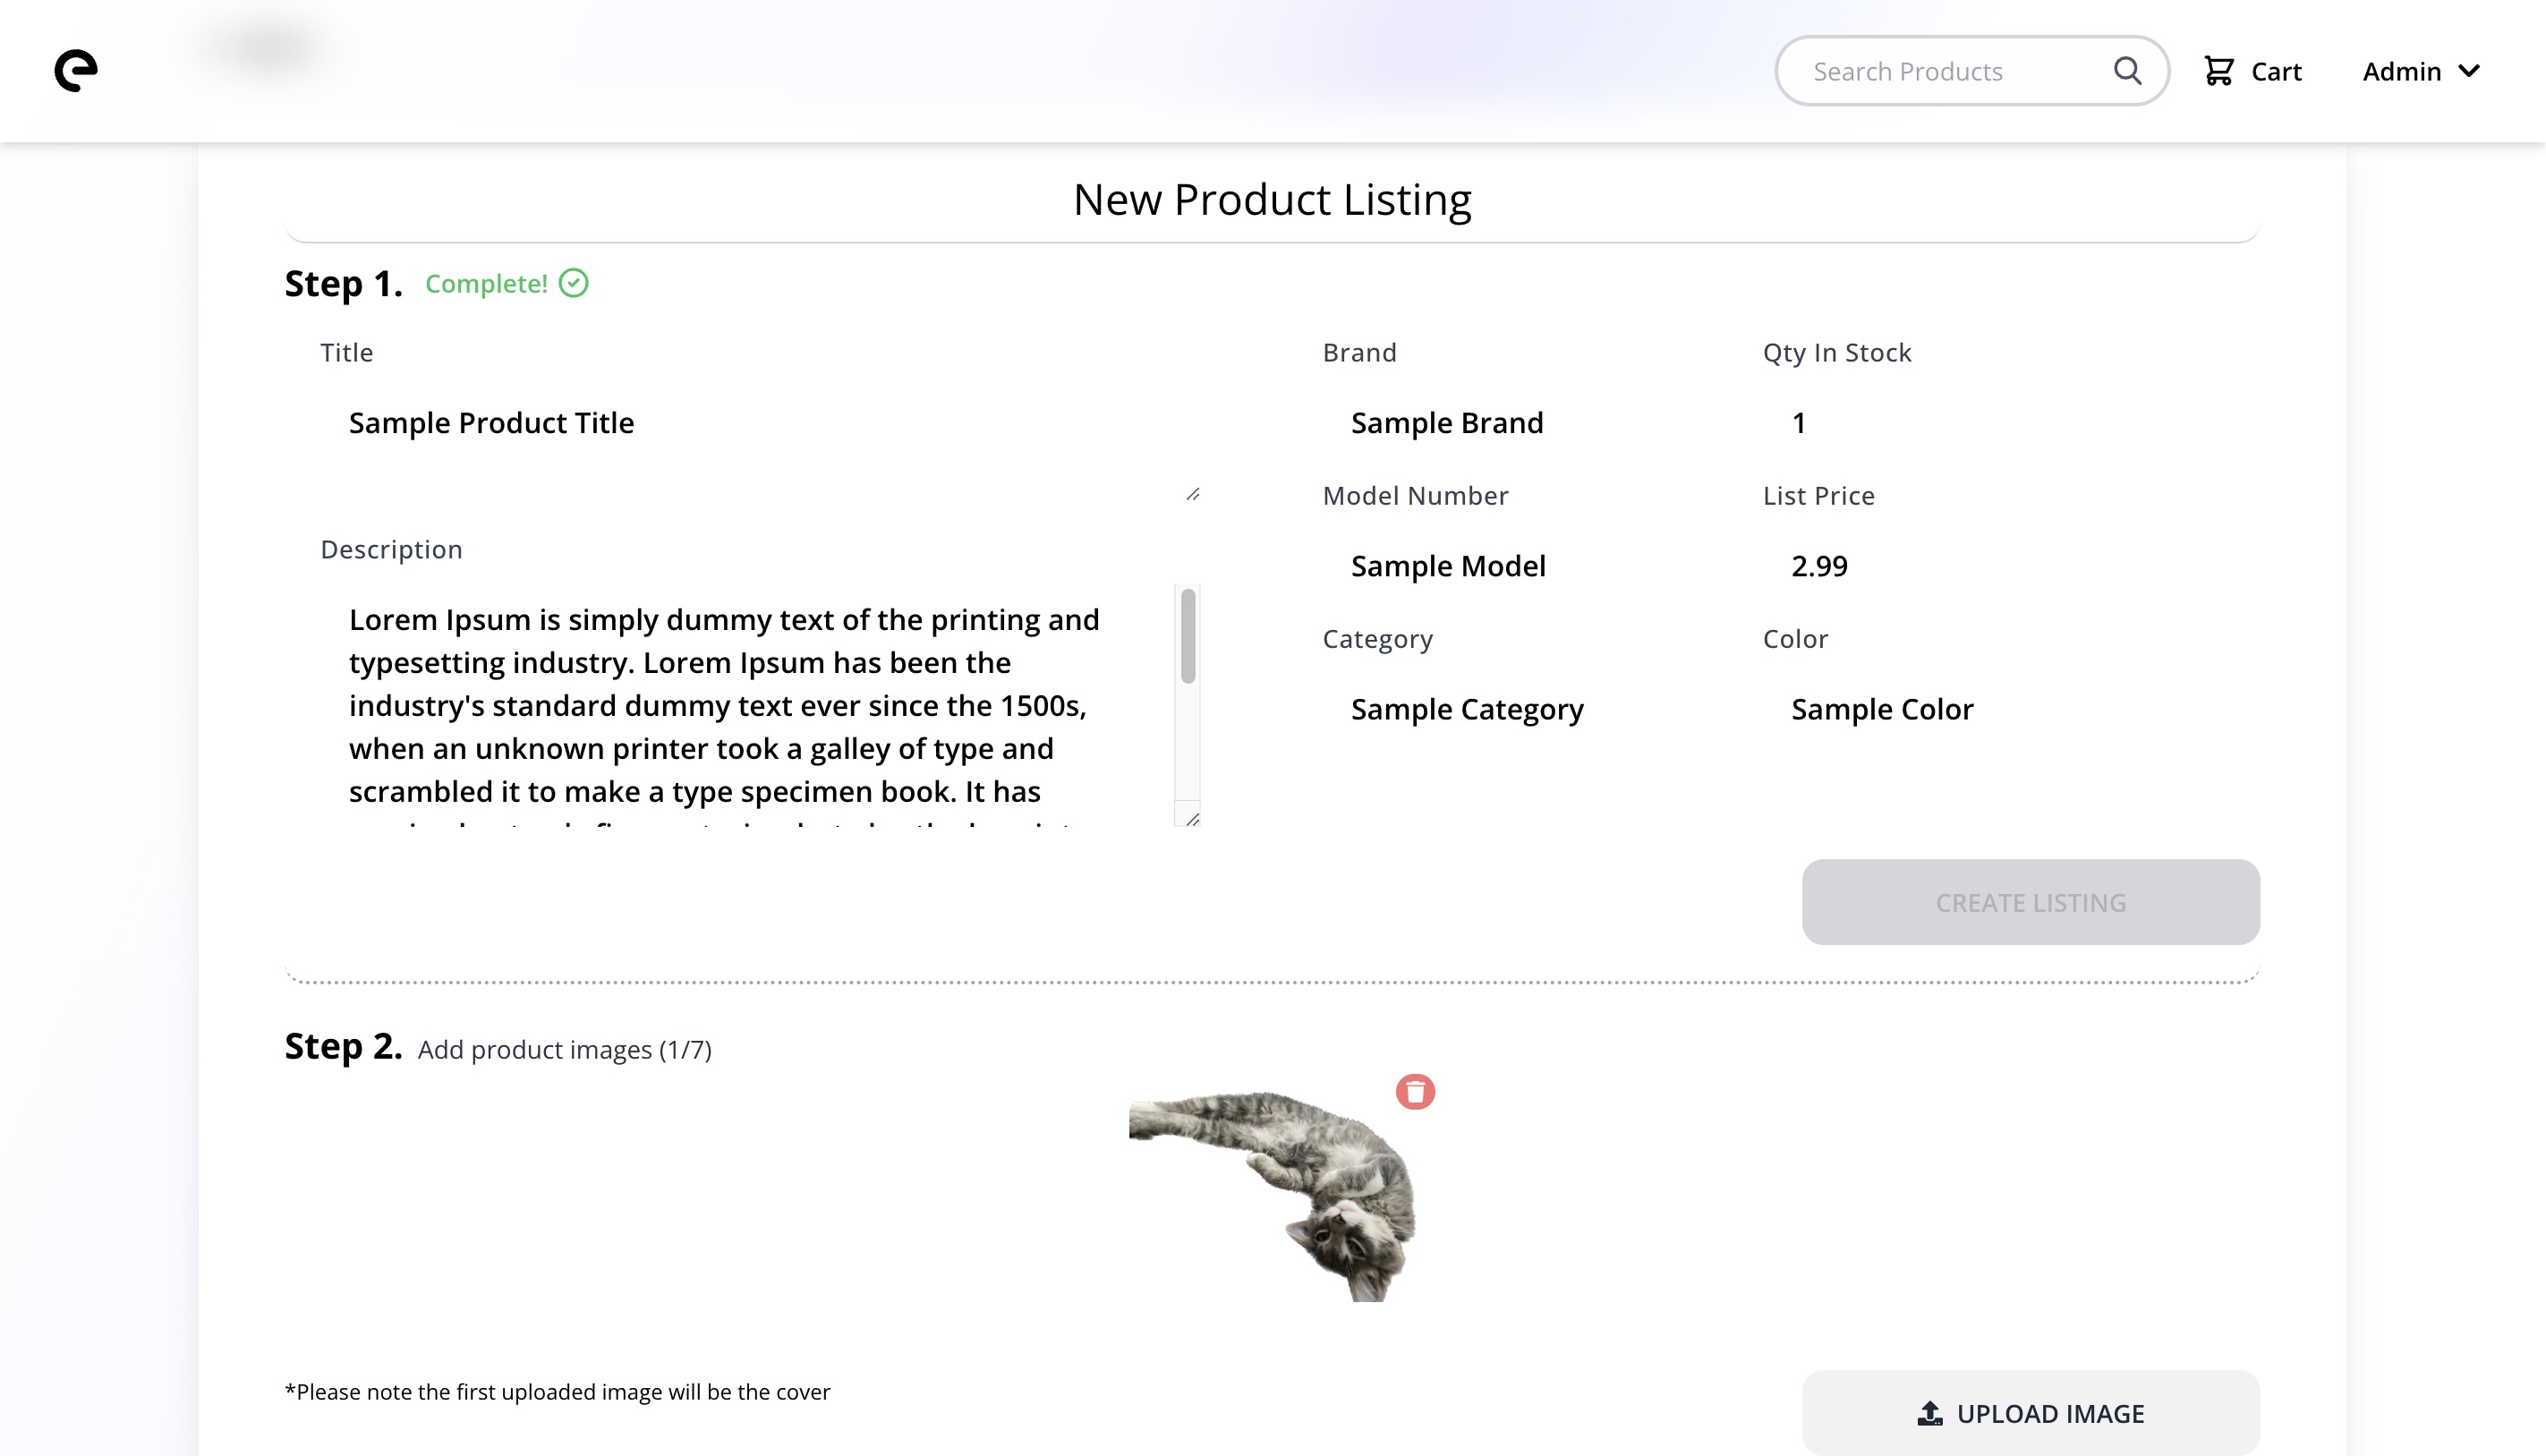 e
Search Products
Cart
Admin
New Product Listing
Step 1. Complete!
Title
Sample Product Title
Description
Lorem Ipsum is simply dummy text of the printing and
typesetting industry. Lorem Ipsum has been the
industry's standard dummy text ever since the 1500s,
when an unknown printer took a galley of type and
scrambled it to make a type specimen book. It has
Brand
Sample Brand
Qty In Stock
1
Model Number
Sample Model
List Price
2.99
Category
Sample Category
Color
Sample Color
CREATE LISTING
Step 2. Add product images (1/7)
*Please note the first uploaded image will be the cover
UPLOAD IMAGE